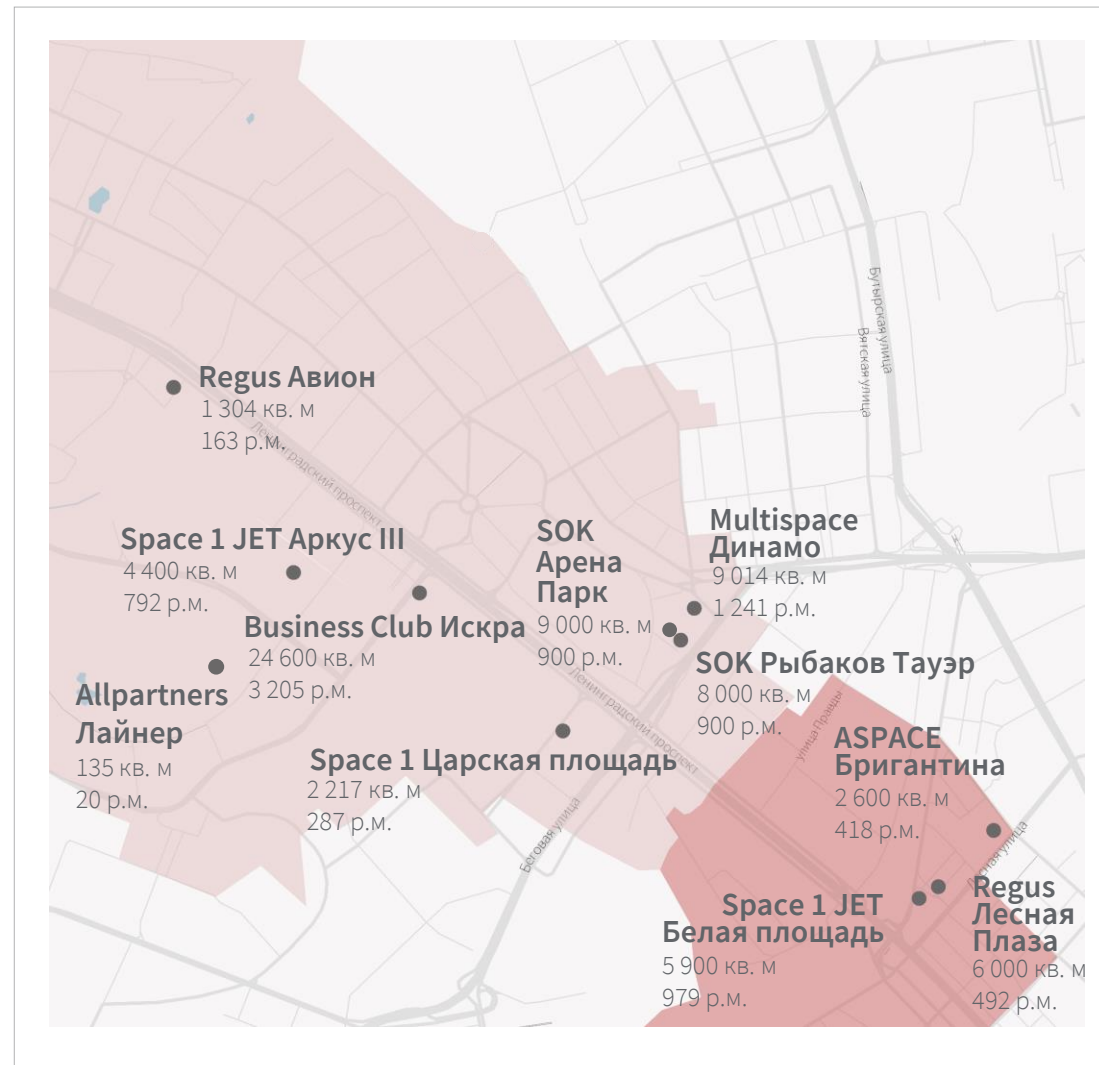 Бутырская улица
Вятская улица
Regus Авион
1 304 кв. м
163 р.м.
Ленинградский проспект
Space 1 JET Аркус III
4 400 кв. м
792 р.м.
Business Club Искра
24 600 кв. м
3 205 р.м.
SOK
Арена
Парк
9 000 кв. м
900 р.м.
Multispace
Динамо
9 014 кв. м
1 241 р.м.
SOK Рыбаков Тауэр
8 000 кв. м
900 р.м.
Allpartners
Лайнер
135 кв. м
20 р.м.
Space 1 Царская площадь
2 217 кв. м
287 р.м.
Ленинградский проспект
улица Правды
ASPACE
Бригантина
2 600 кв. м
418 р.м.
Беговая улица
Лесная улица
Space 1 JET
Белая площадь
5 900 кв. м
979 р.м.
Regus
Лесная
Плаза
6 000 кв. м
492 р.м.